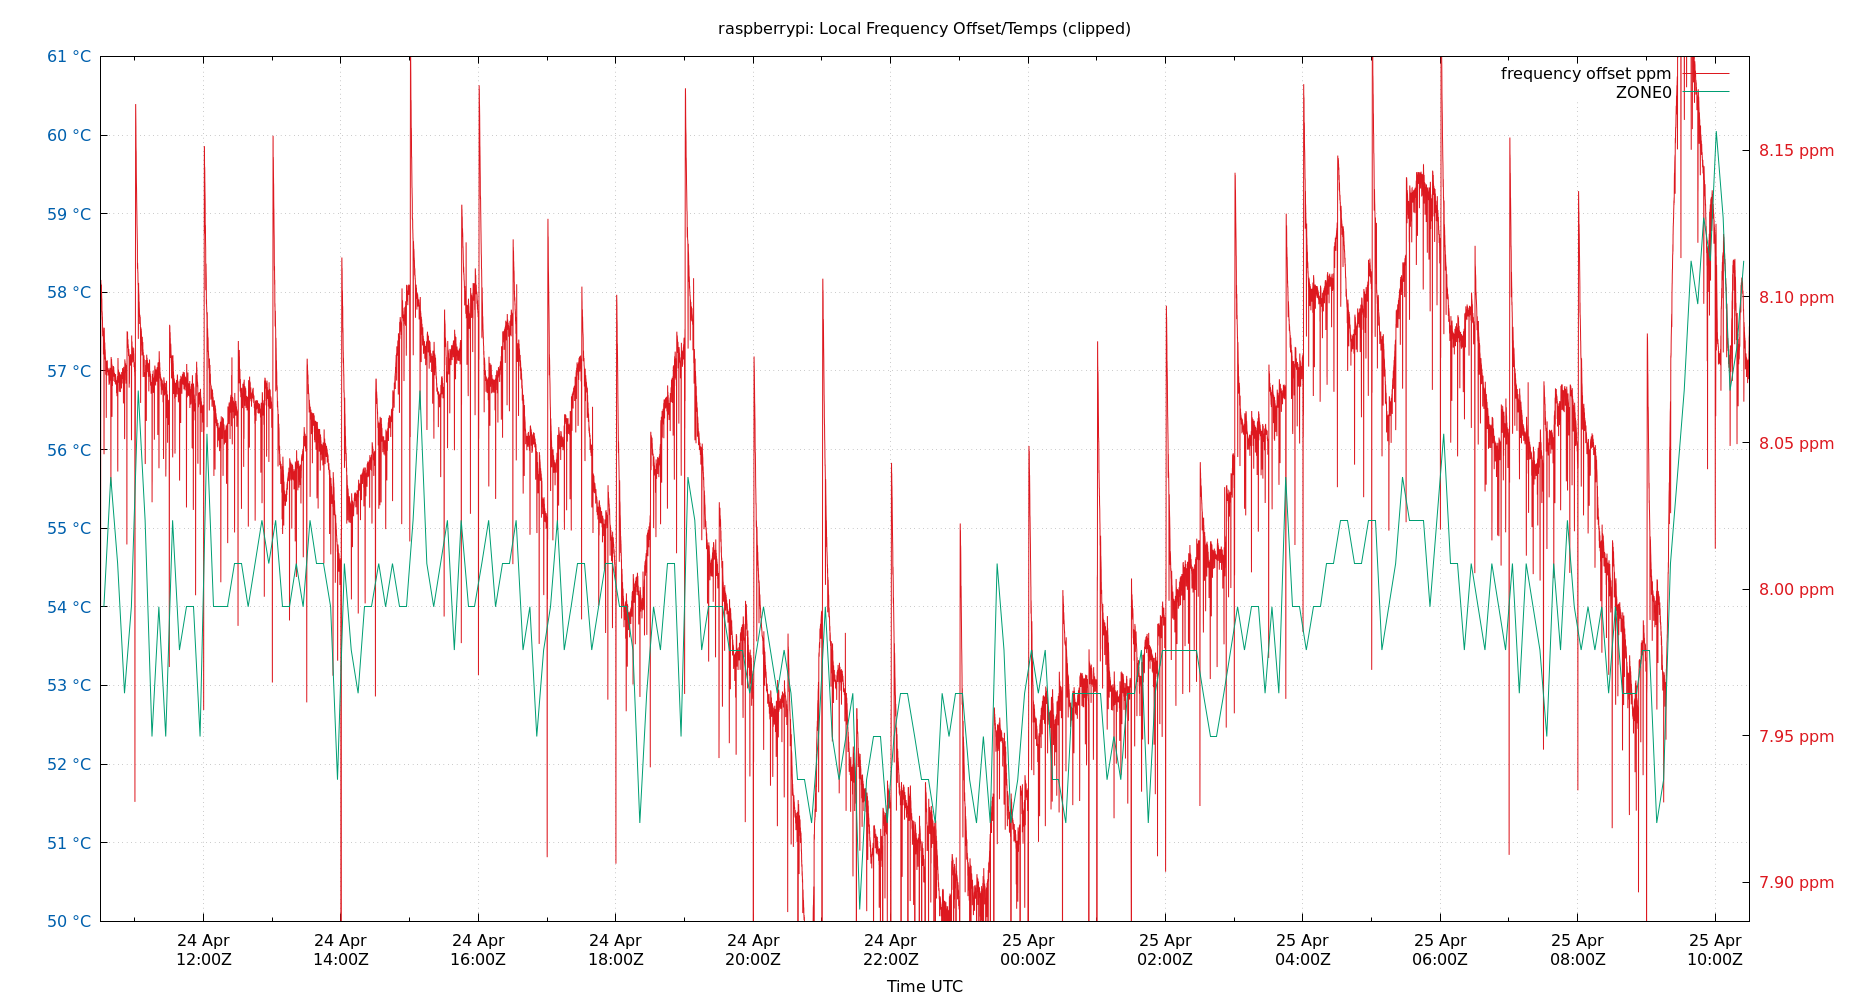 raspberrypi: Local Frequency Offset/Temps (clipped)
61 °C
60 °C
59 °C
58 °C
57 °C
56 °C
55 °C
54 °C
53 °C
52 °C
51 °C
50 °C
frequency offset ppm
ZONE0
8.15 ppm
8.10 ppm
8.05 ppm
8.00 ppm
7.95 ppm
7.90 ppm
24 Apr 24 Apr 24 Apr 24 Apr 24 Apr 24 Apr 25 Apr 25 Apr 25 Apr 25 Apr 25 Apr 25 Apr
12:00Z 14:00Z 16:00Z 18:00Z 20:00Z 22:00Z 00:00Z 02:00Z 04:00Z 06:00Z 08:00Z 10:00Z
Time UTC